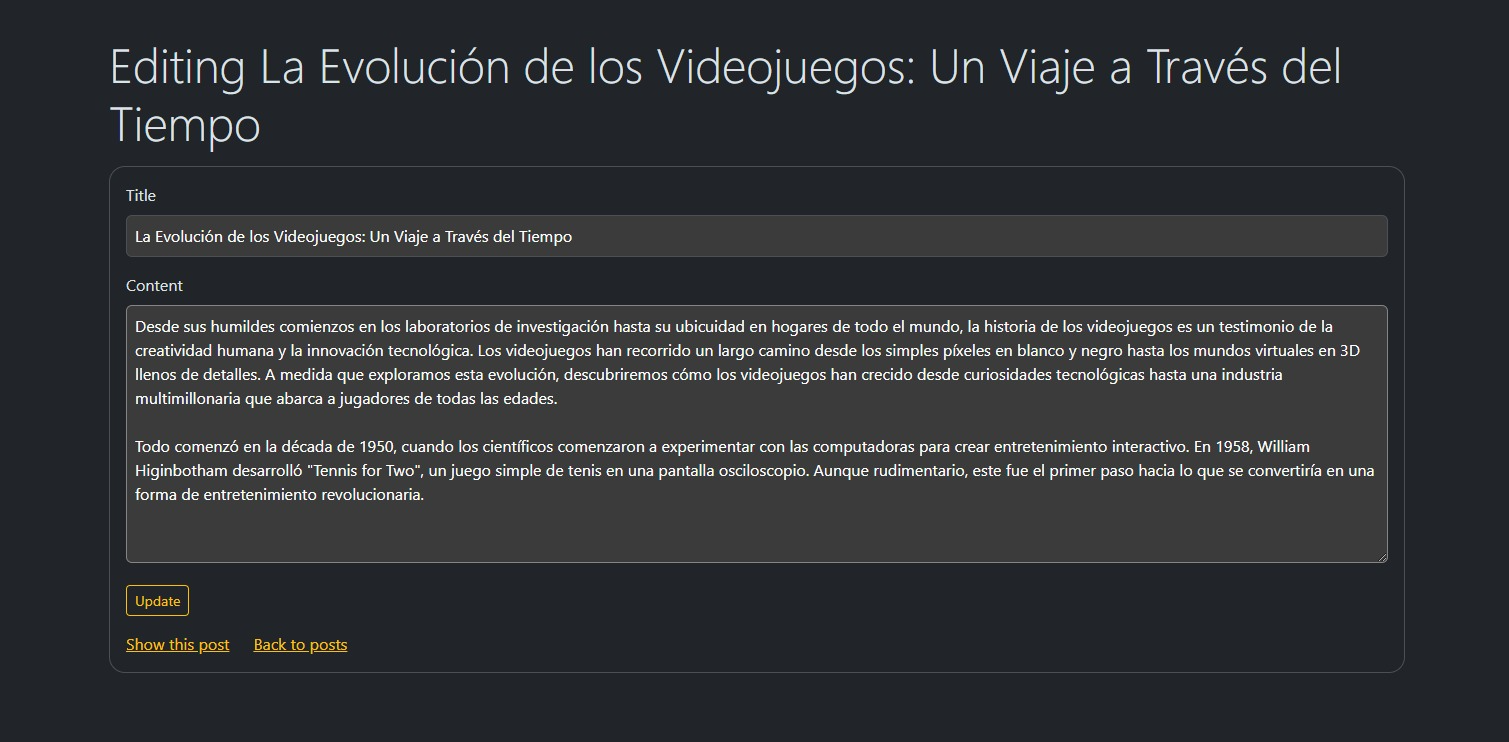 Editing La Evolución de los Videojuegos: Un Viaje a Través del
Tiempo
Title
La Evolución de los Videojuegos: Un Viaje a Través del Tiempo
Content
Desde sus humildes comienzos en los laboratorios de investigación hasta su ubicuidad en hogares de todo el mundo, la historia de los videojuegos es un testimonio de la
creatividad humana y la innovación tecnológica. Los videojuegos han recorrido un largo camino desde los simples píxeles en blanco y negro hasta los mundos virtuales en 3D
llenos de detalles. A medida que exploramos esta evolución, descubriremos cómo los videojuegos han crecido desde curiosidades tecnológicas hasta una industria
multimillonaria que abarca a jugadores de todas las edades.
Todo comenzó en la década de 1950, cuando los científicos comenzaron a experimentar con las computadoras para crear entretenimiento interactivo. En 1958, William
Higinbotham desarrolló "Tennis for Two", un juego simple de tenis en una pantalla osciloscopio. Aunque rudimentario, este fue el primer paso hacia lo que se convertiría en una
forma de entretenimiento revolucionaria.
Update
Show this post Back to posts